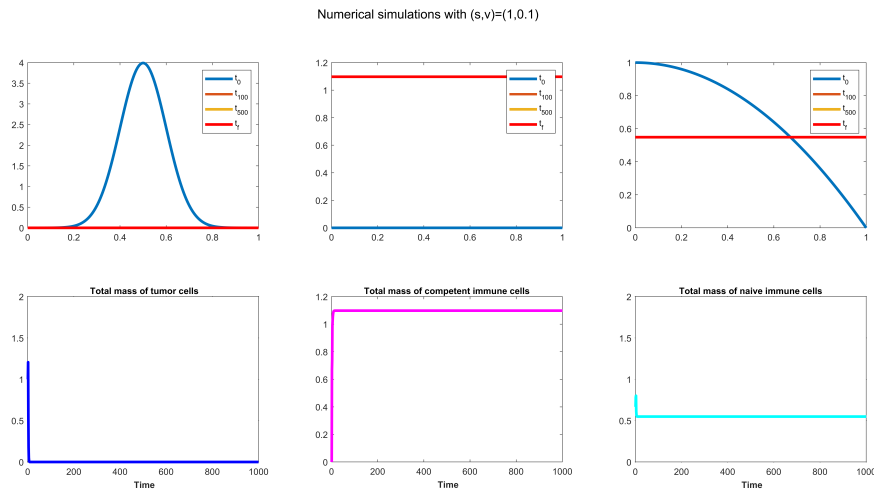 Numerical simulations with (s,v)=(1,0.1)
4
3.5
3
2.5
2
1.5
1
0.5
0
0 0.2 0.4 0.6 0.8 1
t0
t100
t500
tf
1.2
1
0.8
0.6
0.4
0.2
0
0 0.2 0.4 0.6 0.8 1
t0
t100
t500
tf
1
0.8
0.6
0.4
0.2
0
0 0.2 0.4 0.6 0.8 1
t0
t100
t500
tf
Total mass of tumor cells
2
1.5
1
0.5
0
0 200 400 600 800 1000
Time
Total mass of competent immune cells
1.2
1
0.8
0.6
0.4
0.2
0
0 200 400 600 800 1000
Time
Total mass of naive immune cells
2
1.5
1
0.5
0
0 200 400 600 800 1000
Time